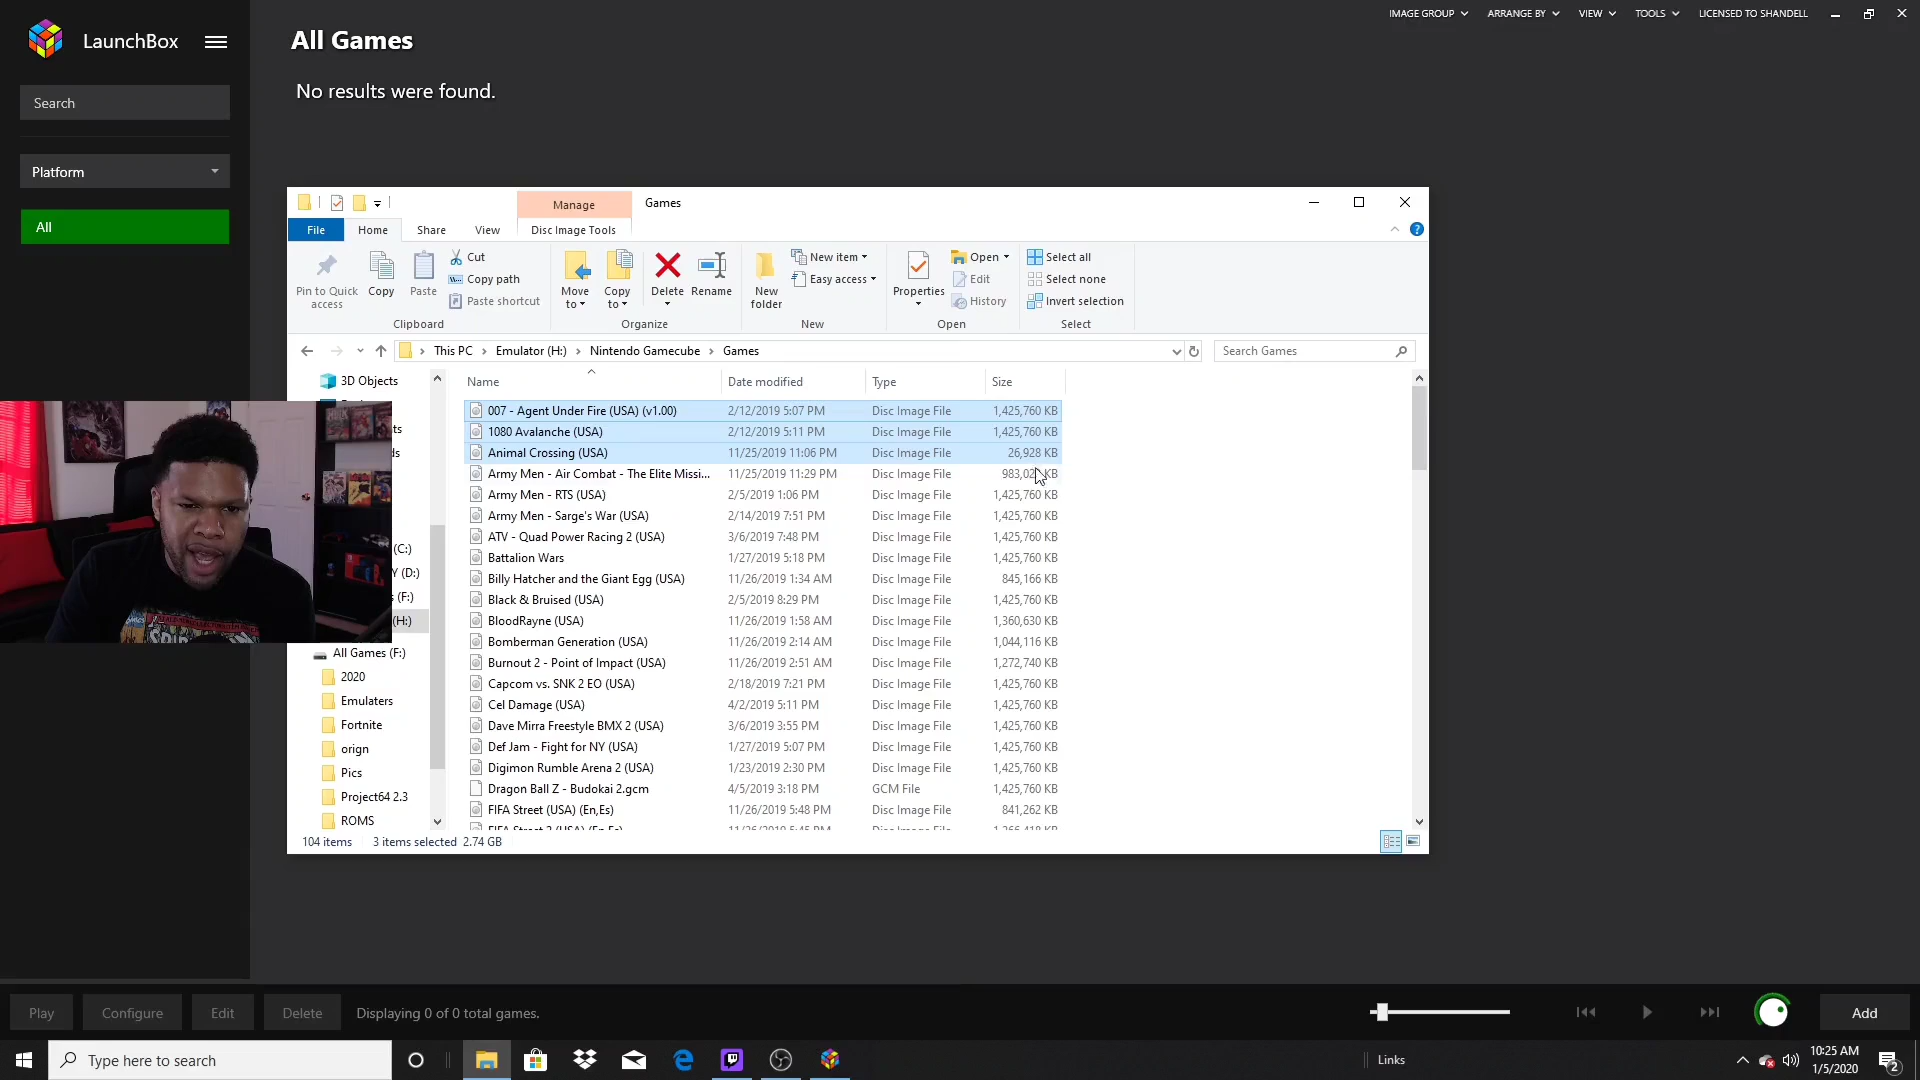 LaunchBox
Search
Platform
All
All Games
No results were found.
IMAGE GROUP ARRANGE BY VIEW TOOLS LICENSED TO SHANDELL
Manage Games
File Home Share View Disc Image Tools
Pin to Quick access
Copy
Paste
Cut
Copy path
Paste shortcut
Clipboard
Move to
Copy to
Delete
Rename
Organize
New folder
New item
Easy access
New
Properties
Open
Edit
History
Open
Select all
Select none
Invert selection
Select
This PC > Emulator (H:) > Nintendo Gamecube > Games
Search Games
3D Objects
(C:)
(D:)
(F:)
(H:)
All Games (F:)
2020
Emulaters
Fortnite
orign
Pics
Project64 2.3
ROMS
Name Date modified Type Size
007 - Agent Under Fire (USA) (v1.00) 2/12/2019 5:07 PM Disc Image File 1,425,760 KB
1080 Avalanche (USA) 2/12/2019 5:11 PM Disc Image File 1,425,760 KB
Animal Crossing (USA) 11/25/2019 11:06 PM Disc Image File 26,928 KB
Army Men - Air Combat - The Elite Missi... 11/25/2019 11:29 PM Disc Image File KB
Army Men - RTS (USA) 2/5/2019 1:06 PM Disc Image File 1,425,760 KB
Army Men - Sarge's War (USA) 2/14/2019 7:51 PM Disc Image File 1,425,760 KB
ATV - Quad Power Racing 2 (USA) 3/6/2019 7:48 PM Disc Image File 1,425,760 KB
Battalion Wars 1/27/2019 5:18 PM Disc Image File 1,425,760 KB
Billy Hatcher and the Giant Egg (USA) 11/26/2019 1:34 AM Disc Image File 845,166 KB
Black & Bruised (USA) 2/5/2019 8:29 PM Disc Image File 1,425,760 KB
BloodRayne (USA) 11/26/2019 1:58 AM Disc Image File 1,360,630 KB
Bomberman Generation (USA) 11/26/2019 2:14 AM Disc Image File 1,044,116 KB
Burnout 2 - Point of Impact (USA) 11/26/2019 2:51 AM Disc Image File 1,272,740 KB
Capcom vs. SNK 2 EO (USA) 2/18/2019 7:21 PM Disc Image File 1,425,760 KB
Cel Damage (USA) 4/2/2019 5:11 PM Disc Image File 1,425,760 KB
Dave Mirra Freestyle BMX 2 (USA) 3/6/2019 3:55 PM Disc Image File 1,425,760 KB
Def Jam - Fight for NY (USA) 1/27/2019 5:07 PM Disc Image File 1,425,760 KB
Digimon Rumble Arena 2 (USA) 1/23/2019 2:30 PM Disc Image File 1,425,760 KB
Dragon Ball Z - Budokai 2.gcm 4/5/2019 3:18 PM GCM File 1,425,760 KB
FIFA Street (USA) (En,Es) 11/26/2019 5:48 PM Disc Image File 841,262 KB
104 items 3 items selected 2.74 GB
Play Configure Edit Delete Displaying 0 of 0 total games. Add
Type here to search
Links
10:25 AM
1/5/2020
2